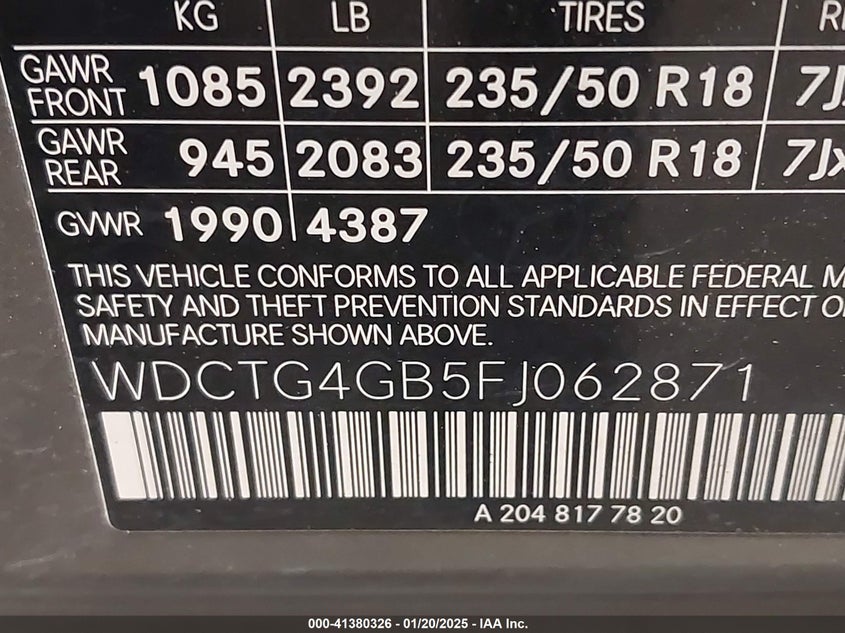 KG LB TIRES
GAWR FRONT 1085 2392 235/50 R18 7J
GAWR REAR 945 2083 235/50 R18 7Jx
GVWR 1990 4387
THIS VEHICLE CONFORMS TO ALL APPLICABLE FEDERAL
SAFETY AND THEFT PREVENTION STANDARDS IN EFFECT
MANUFACTURE SHOWN ABOVE.
WDCTG4GB5FJ062871
A 204 817 78 20
000-41380326 - 01/20/2025 - IAA Inc.